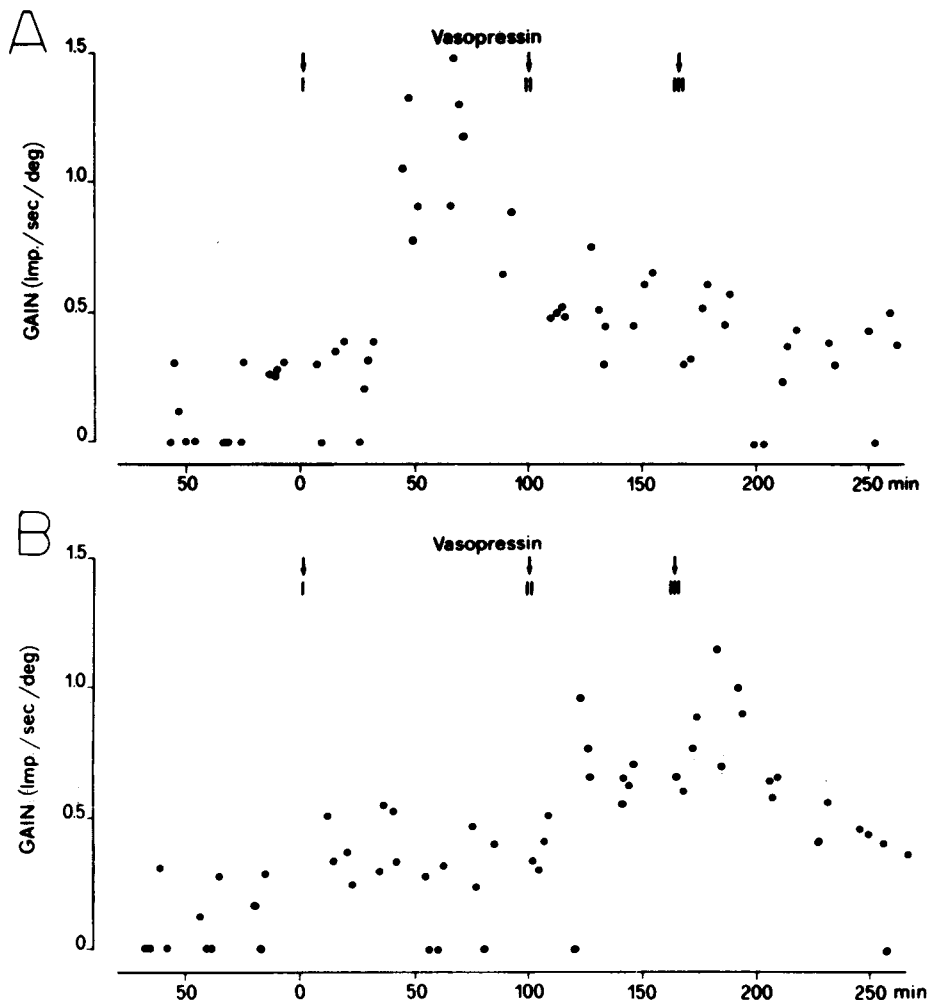 A
Vasopressin
1.5
I
II
III
1.0
0.5
0
GAIN (Imp./sec/deg)
50
0
50
100
150
200
250 min
B
Vasopressin
1.5
I
II
III
1.0
0.5
0
GAIN (Imp./sec/deg)
50
0
50
100
150
200
250 min